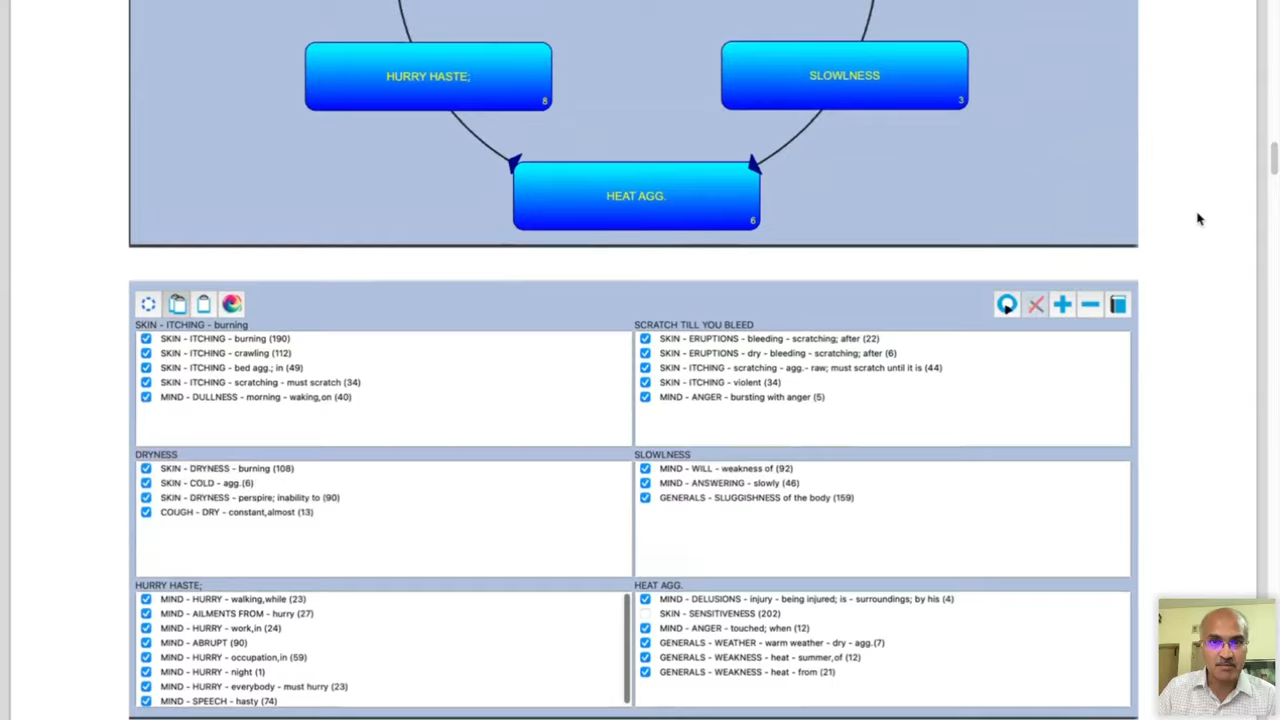 HURRY HASTE;
8
SLOWLNESS
3
HEAT AGG.
6
SKIN - ITCHING - burning
SKIN - ITCHING - burning (190)
SKIN - ITCHING - crawling (112)
SKIN - ITCHING - bed agg.; in (49)
SKIN - ITCHING - scratching - must scratch (34)
MIND - DULLNESS - morning - waking,on (40)
SCRATCH TILL YOU BLEED
SKIN - ERUPTIONS - bleeding - scratching; after (22)
SKIN - ERUPTIONS - dry - bleeding - scratching; after (6)
SKIN - ITCHING - scratching - agg.- raw; must scratch until it is (44)
SKIN - ITCHING - violent (34)
MIND - ANGER - bursting with anger (5)
DRYNESS
SKIN - DRYNESS - burning (108)
SKIN - COLD - agg.(6)
SKIN - DRYNESS - perspire; inability to (90)
COUGH - DRY - constant,almost (13)
SLOWLNESS
MIND - WILL - weakness of (92)
MIND - ANSWERING - slowly (46)
GENERALS - SLUGGISHNESS of the body (159)
HURRY HASTE;
MIND - HURRY - walking,while (23)
MIND - AILMENTS FROM - hurry (27)
MIND - HURRY - work,in (24)
MIND - ABRUPT (90)
MIND - HURRY - occupation,in (59)
MIND - HURRY - night (1)
MIND - HURRY - everybody - must hurry (23)
MIND - SPEECH - hasty (74)
HEAT AGG.
MIND - DELUSIONS - injury - being injured; is - surroundings; by his (4)
SKIN - SENSITIVENESS (202)
MIND - ANGER - touched; when (12)
GENERALS - WEATHER - warm weather - dry - agg.(7)
GENERALS - WEAKNESS - heat - summer,of (12)
GENERALS - WEAKNESS - heat - from (21)